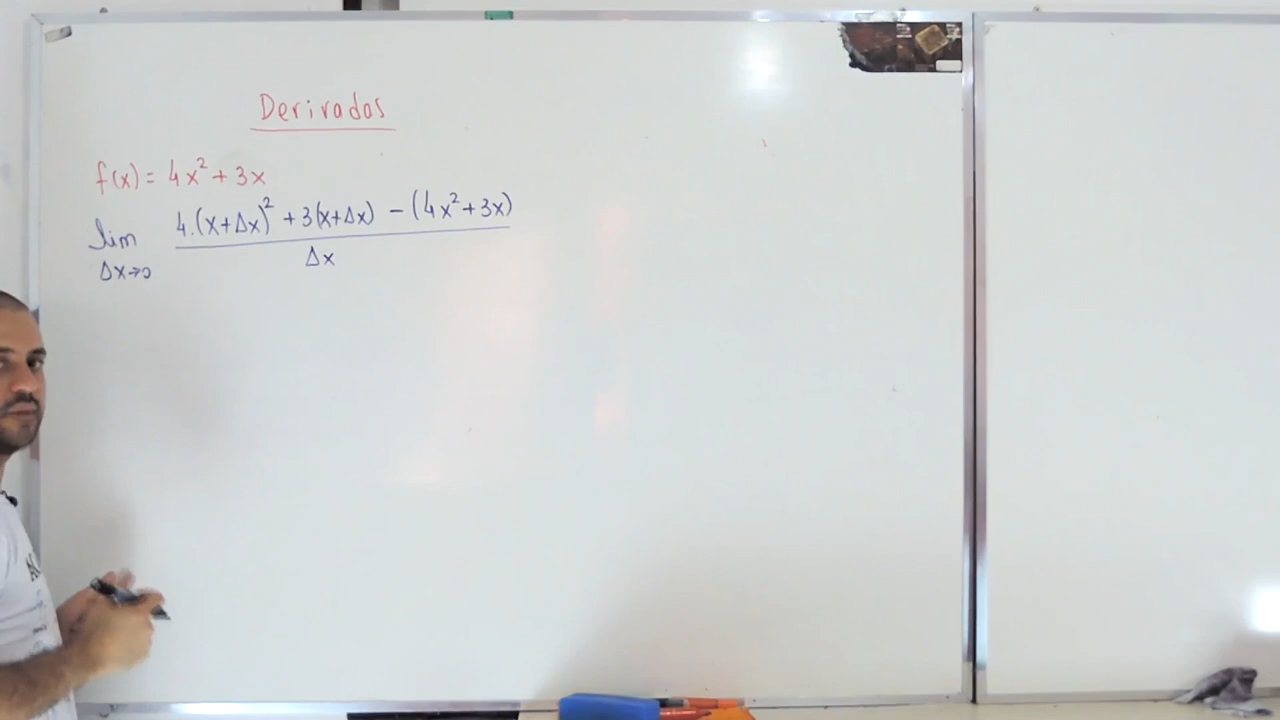 Derivadas
f(x) = 4x² + 3x
lim 4.(x+Δx)² + 3(x+Δx) - (4x² + 3x)
Δx→0 Δx